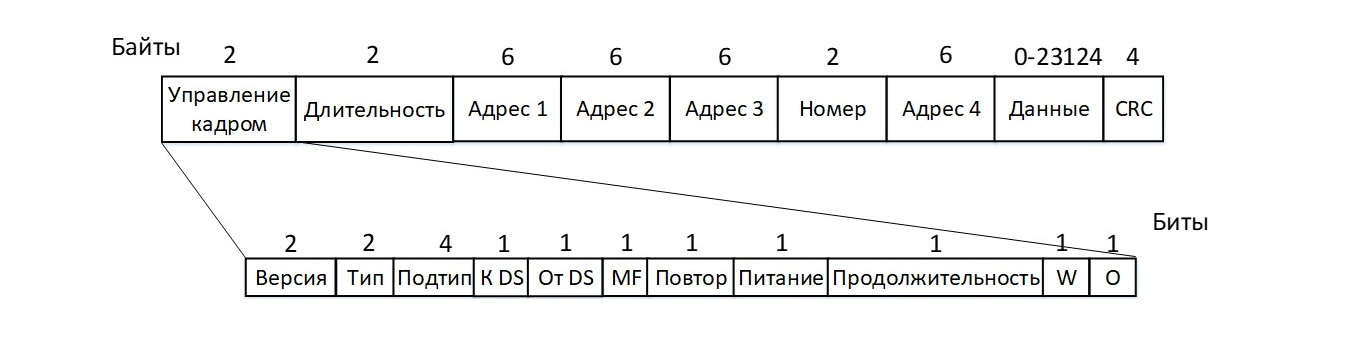 Байты 2 2 6 6 6 2 6 0-23124 4
Управление
кадром
Длительность Адрес 1 Адрес 2 Адрес 3 Номер Адрес 4 Данные CRC
Биты
2 2 4 1 1 1 1 1 1 1 1
Версия Тип Подтип К DS От DS MF Повтор Питание Продолжительность W O